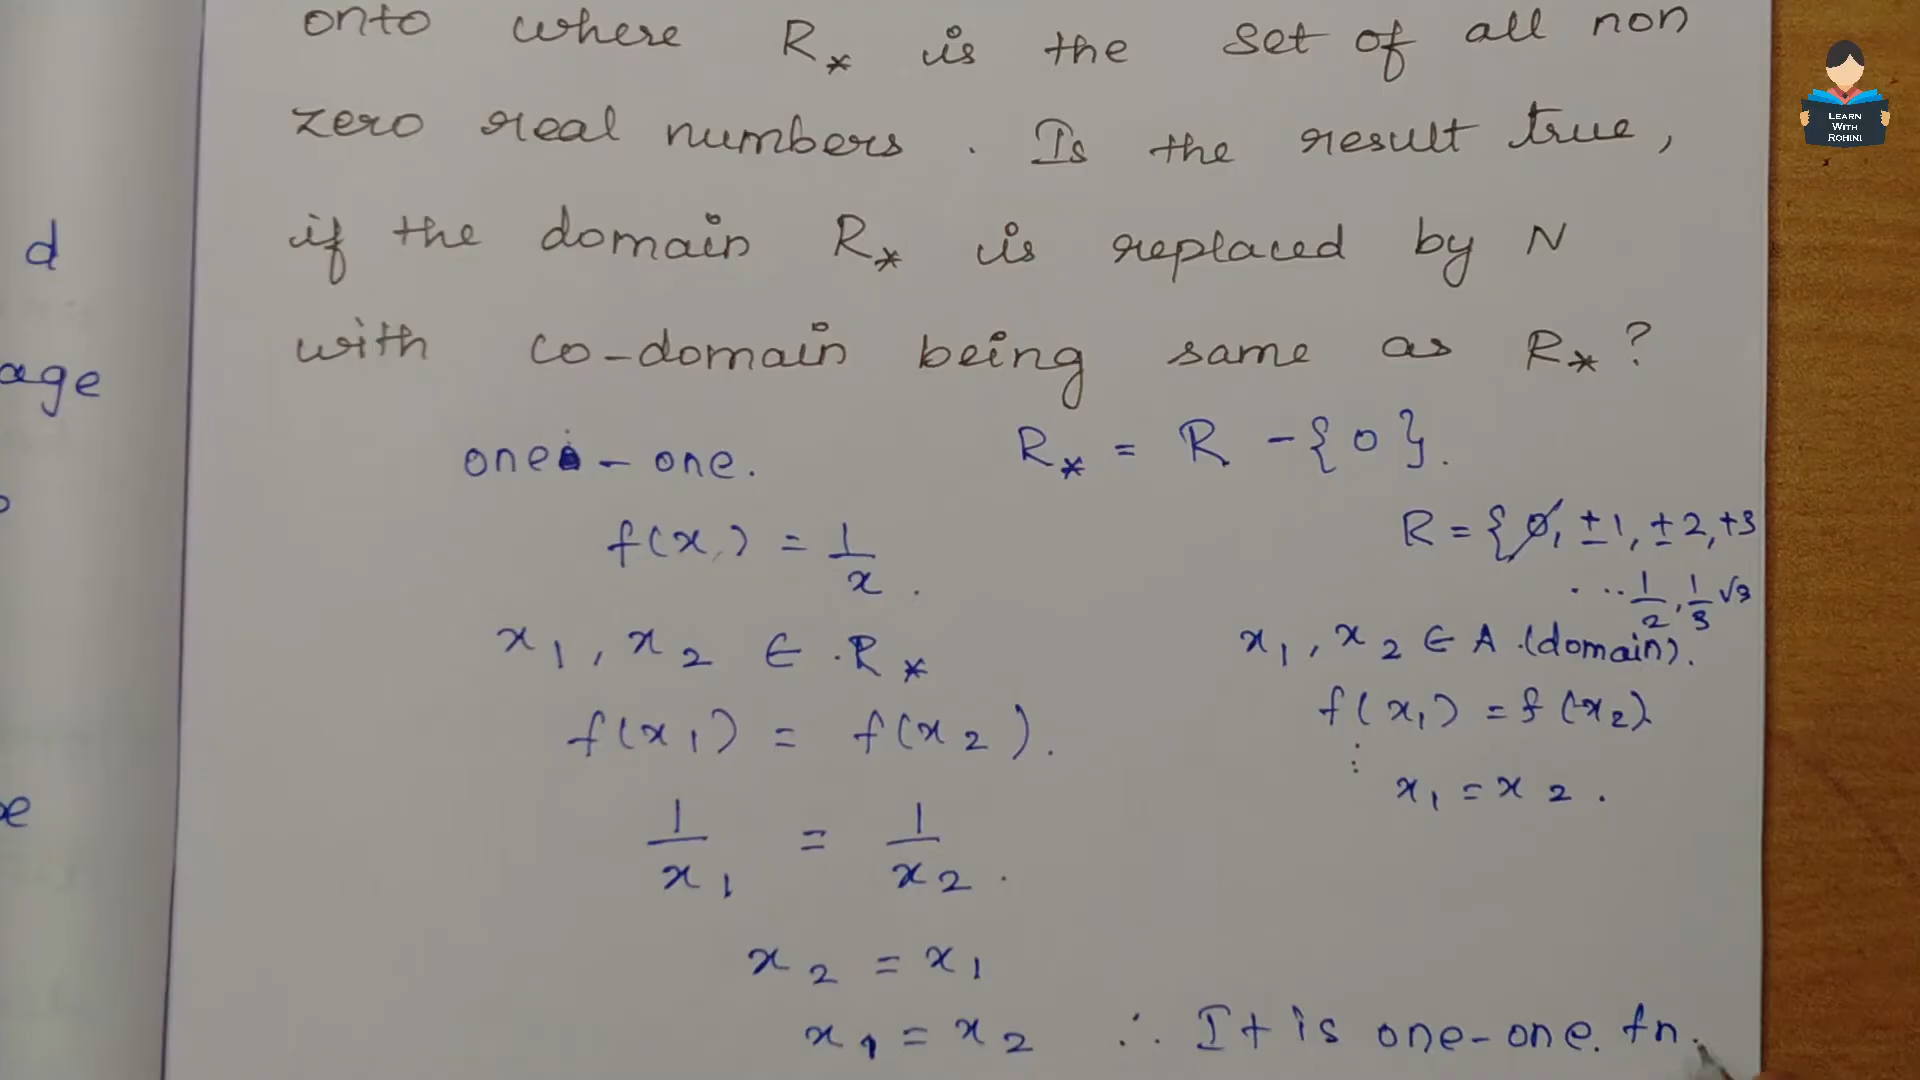 onto where R* is the set of all non
zero real numbers. Is the result true,
if the domain R* is replaced by N
with co-domain being same as R*?
one - one.
R* = R - {0}.
f(x) = 1/x.
R = {0, ±1, ±2, +3
... 1/2, 1/3 √3
x1, x2 ∈ R*
x1, x2 ∈ A (domain).
f(x1) = f(x2).
f(x1) = f(x2)
⋮
x1 = x2.
1/x1 = 1/x2.
x2 = x1
x1 = x2 ∴ It is one-one. fn.
d
age
LEARN
WITH
ROHINI